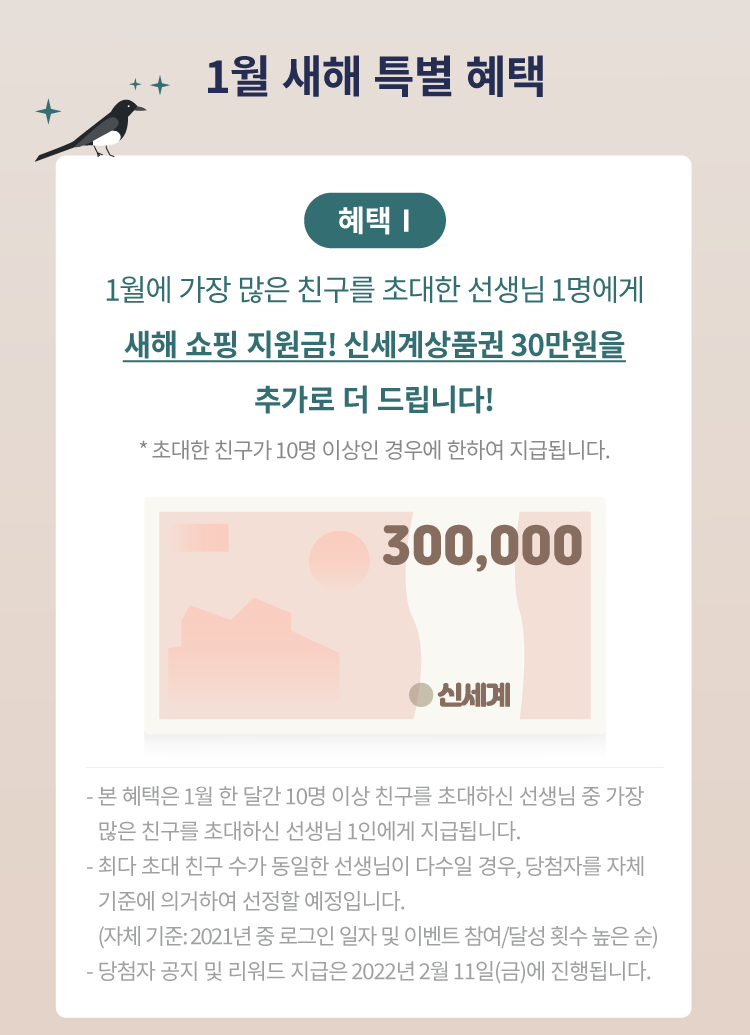 1월 새해 특별 혜택
혜택 I
1월에 가장 많은 친구를 초대한 선생님 1명에게
새해 쇼핑 지원금! 신세계상품권 30만원을
추가로 더 드립니다!
* 초대한 친구가 10명 이상인 경우에 한하여 지급됩니다.
300,000
신세계
- 본 혜택은 1월 한 달간 10명 이상 친구를 초대하신 선생님 중 가장
많은 친구를 초대하신 선생님 1인에게 지급됩니다.
- 최다 초대 친구 수가 동일한 선생님이 다수일 경우, 당첨자를 자체
기준에 의거하여 선정할 예정입니다.
(자체 기준: 2021년 중 로그인 일자 및 이벤트 참여/달성 횟수 높은 순)
- 당첨자 공지 및 리워드 지급은 2022년 2월 11일(금)에 진행됩니다.